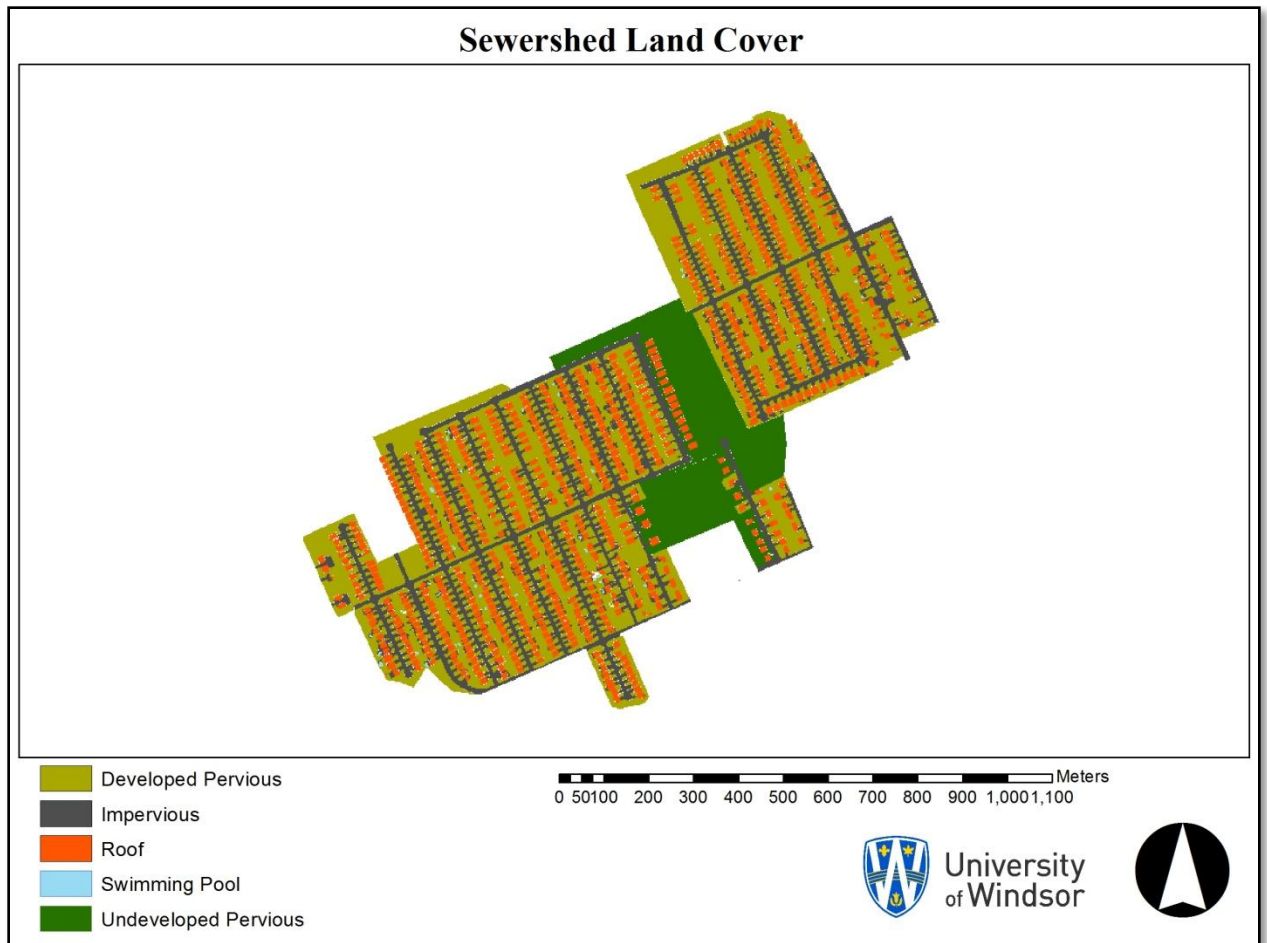 Sewershed Land Cover
Developed Pervious
Impervious
Roof
Swimming Pool
Undeveloped Pervious
Meters
0 50100 200 300 400 500 600 700 800 900 1,0001,100
University
of Windsor